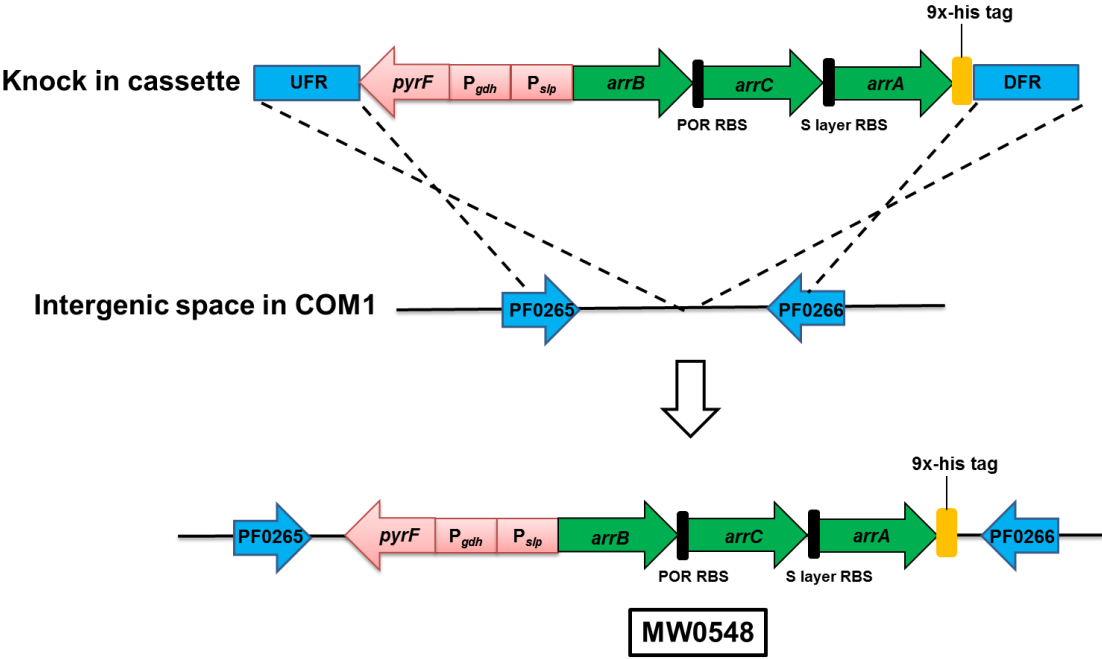 9x-his tag
Knock in cassette UFR pyrF Pgdh Pslp arrB arrC arrA DFR
POR RBS S layer RBS
Intergenic space in COM1 PF0265 PF0266
9x-his tag
PF0265 pyrF Pgdh Pslp arrB arrC arrA PF0266
POR RBS S layer RBS
MW0548